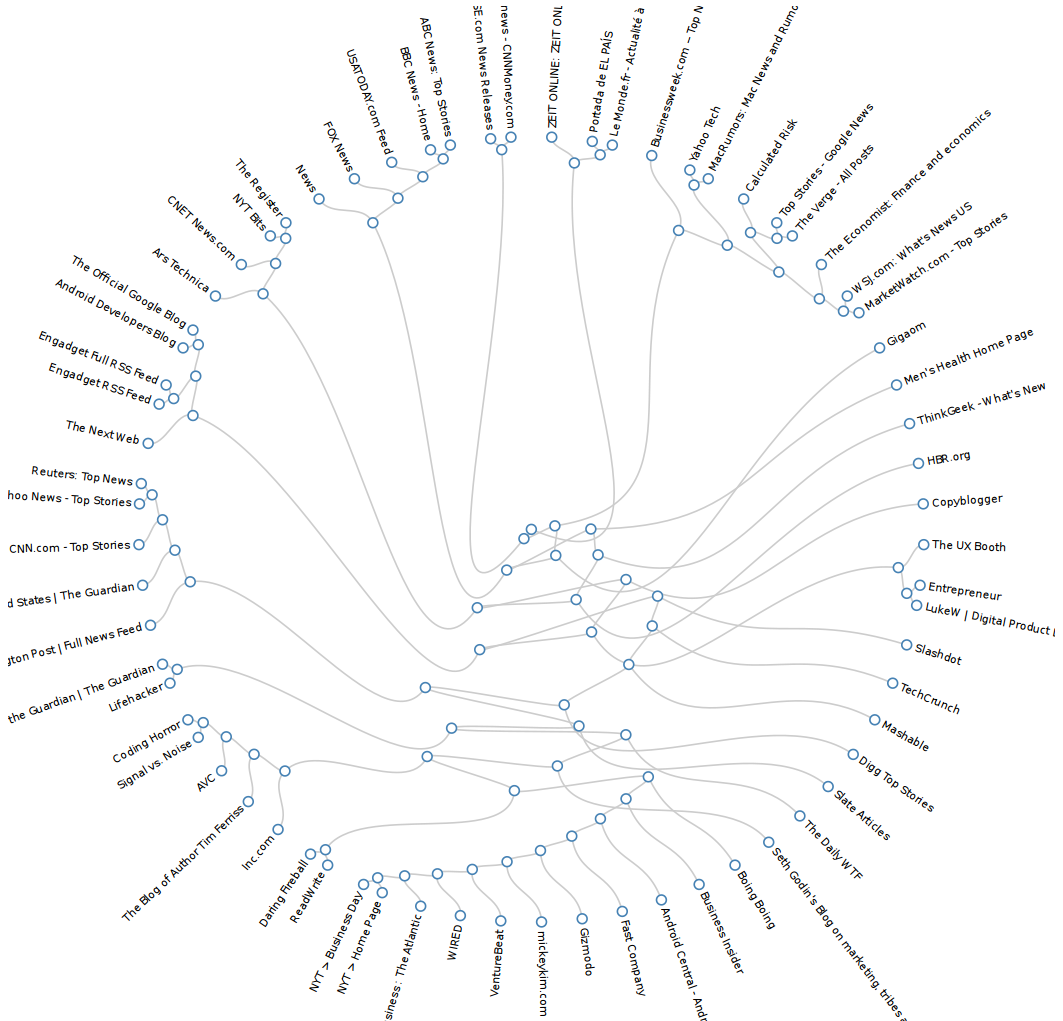 SE.com News Releases
news - CNNMoney.com
ZEIT ONLINE: ZEIT ONL
Portada de EL PAÍS
Le Monde.fr - Actualité à
Businessweek.com -- Top N
Yahoo Tech
MacRumors: Mac News and Rumo
Calculated Risk
Top Stories - Google News
The Verge - All Posts
The Economist: Finance and economics
WSJ.com: What's News US
MarketWatch.com - Top Stories
Gigaom
Men's Health Home Page
ThinkGeek - What's New
HBR.org
Copyblogger
The UX Booth
Entrepreneur
LukeW | Digital Product
Slashdot
TechCrunch
Mashable
Digg Top Stories
Slate Articles
The Daily WTF
Seth Godin's Blog on marketing, tribes a
Boing Boing
Business Insider
Android Central - Andr
Fast Company
Gizmodo
mickeykim.com
VentureBeat
WIRED
siness : The Atlantic
NYT > Home Page
NYT > Business Day
ReadWrite
Daring Fireball
Inc.com
The Blog of Author Tim Ferriss
AVC
Signal vs. Noise
Coding Horror
Lifehacker
the Guardian | The Guardian
gton Post | Full News Feed
d States | The Guardian
CNN.com - Top Stories
hoo News - Top Stories
Reuters: Top News
The Next Web
Engadget RSS Feed
Engadget Full RSS Feed
Android Developers Blog
The Official Google Blog
Ars Technica
CNET News.com
NYT Bits
The Register
News
FOX News
USATODAY.com Feed
BBC News - Home
ABC News: Top Stories